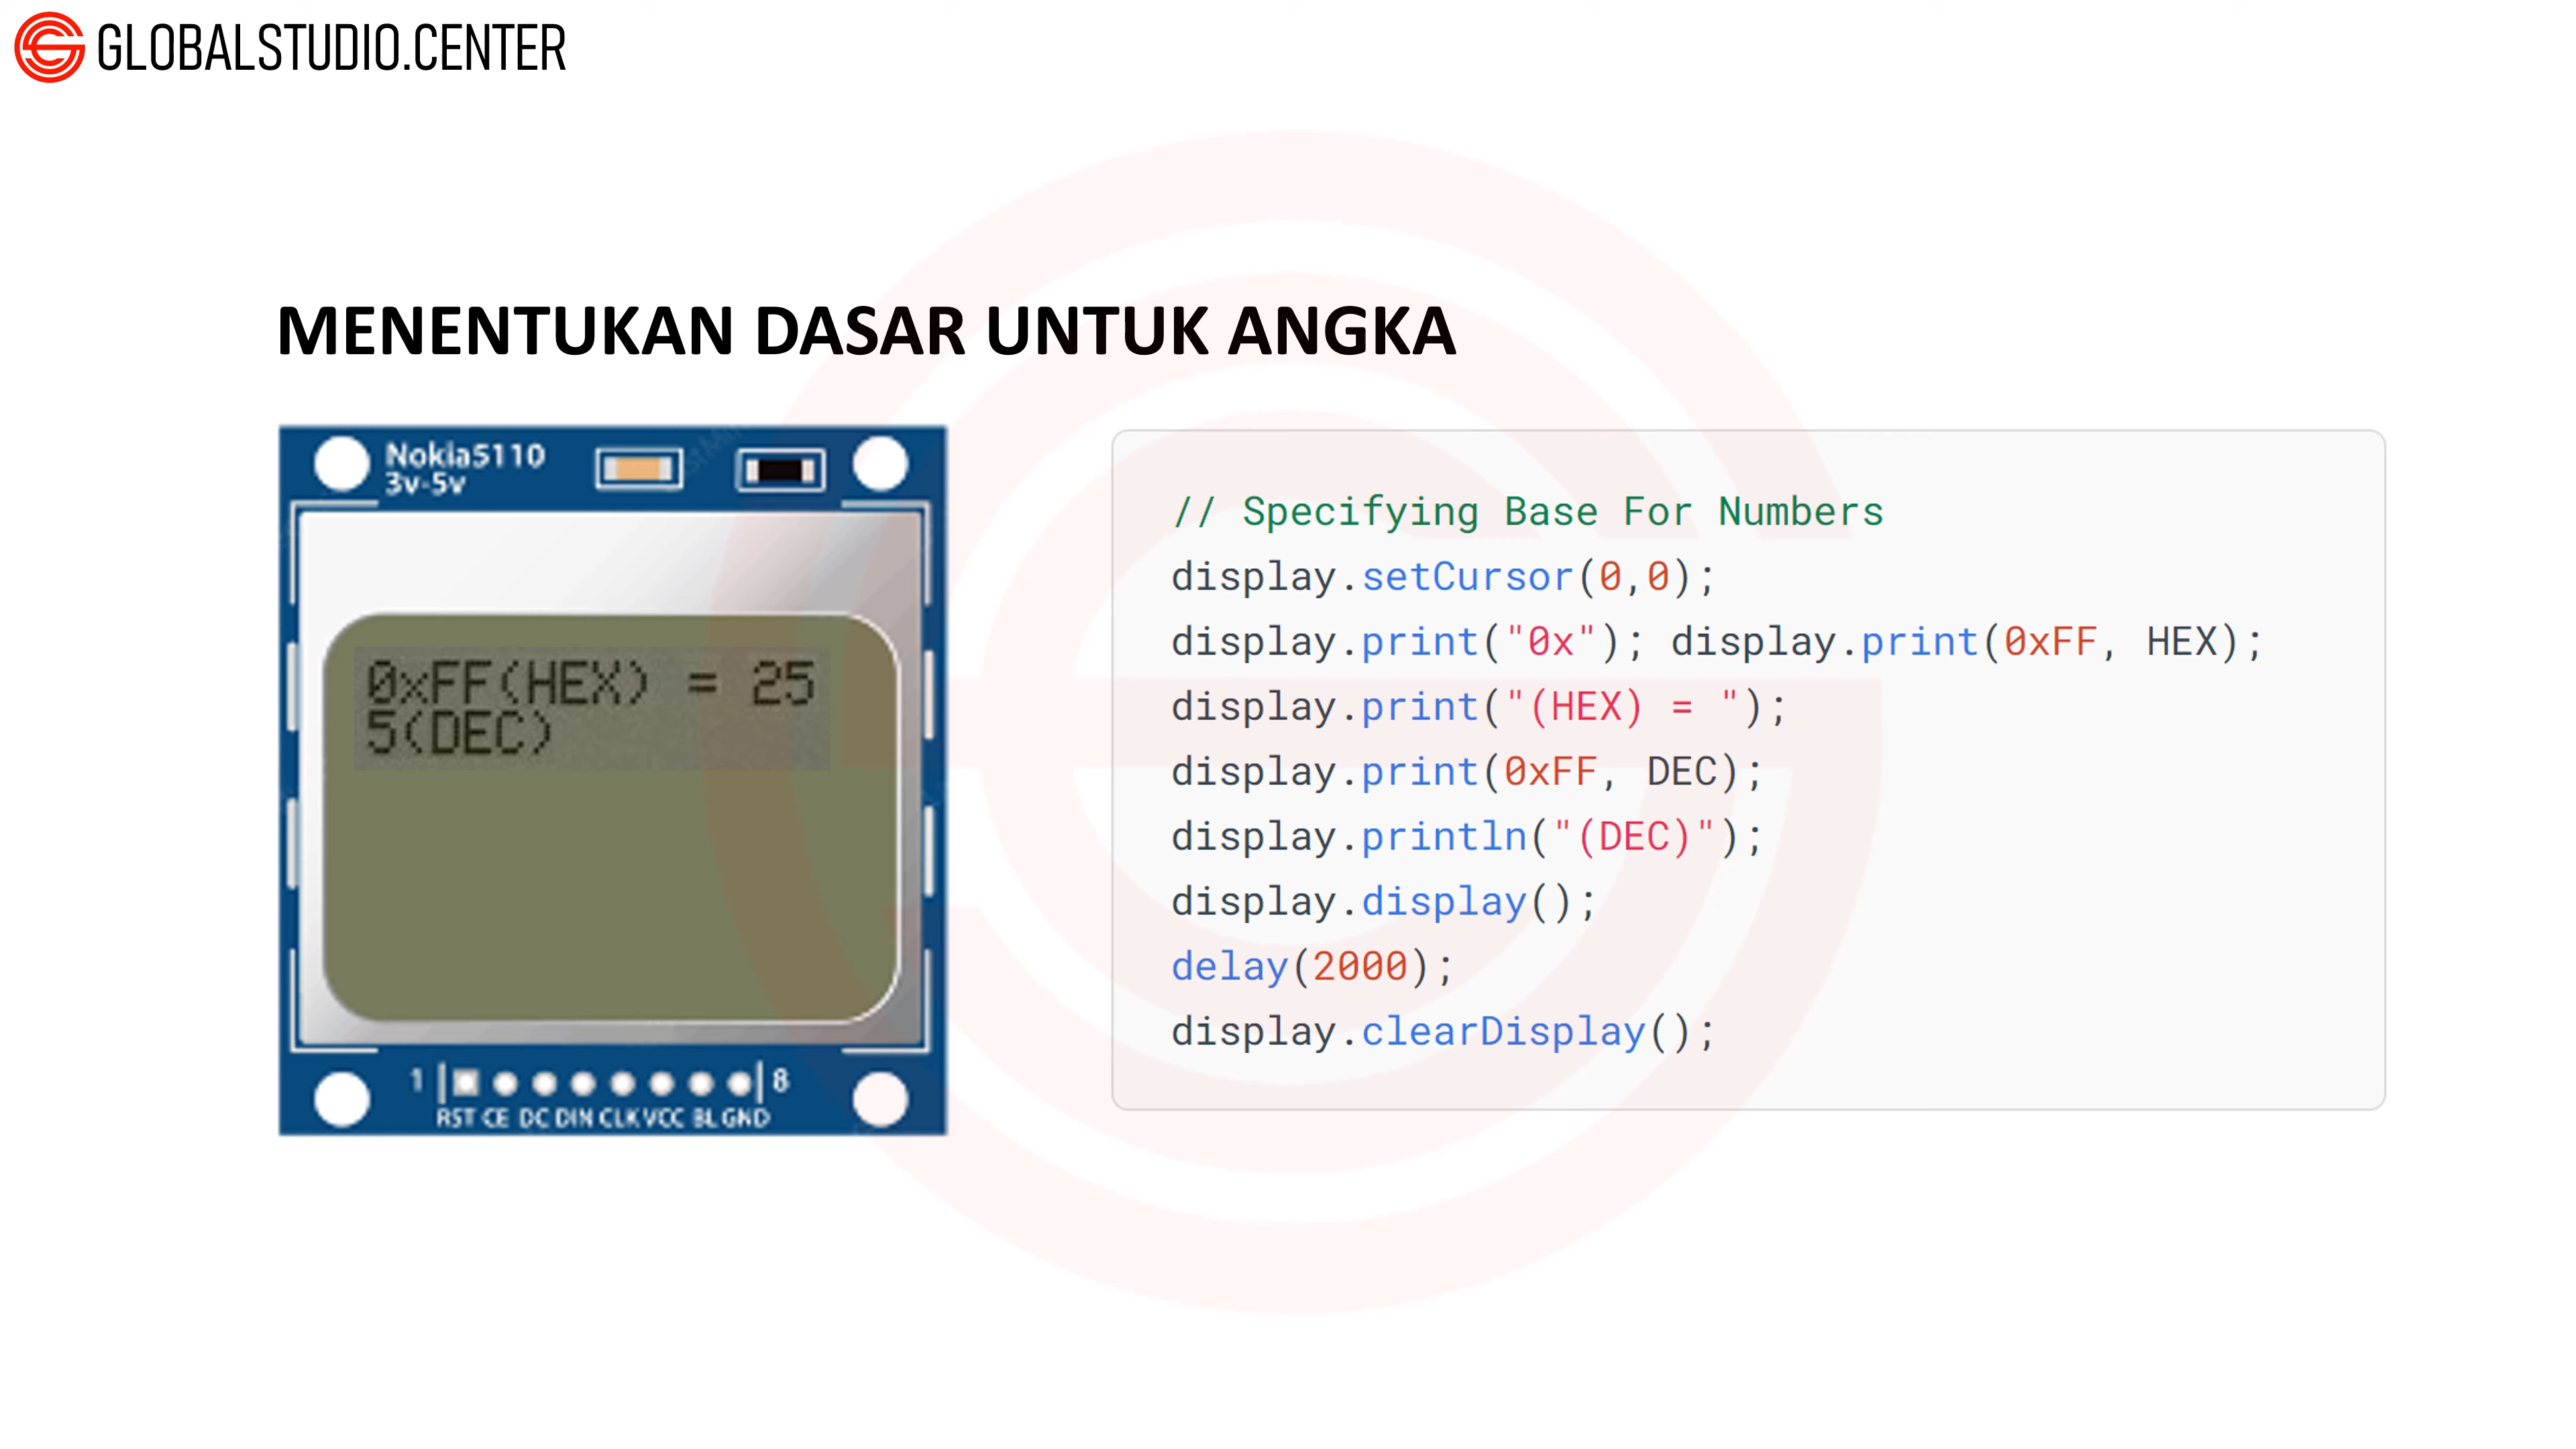 GLOBALSTUDIO.CENTER
MENENTUKAN DASAR UNTUK ANGKA
Nokia5110
3v-5v
0xFF(HEX) = 25
5(DEC)
1 8
RST CE DC DIN CLK VCC BL GND
// Specifying Base For Numbers
display.setCursor(0,0);
display.print("0x"); display.print(0xFF, HEX);
display.print("(HEX) = ");
display.print(0xFF, DEC);
display.println("(DEC)");
display.display();
delay(2000);
display.clearDisplay();